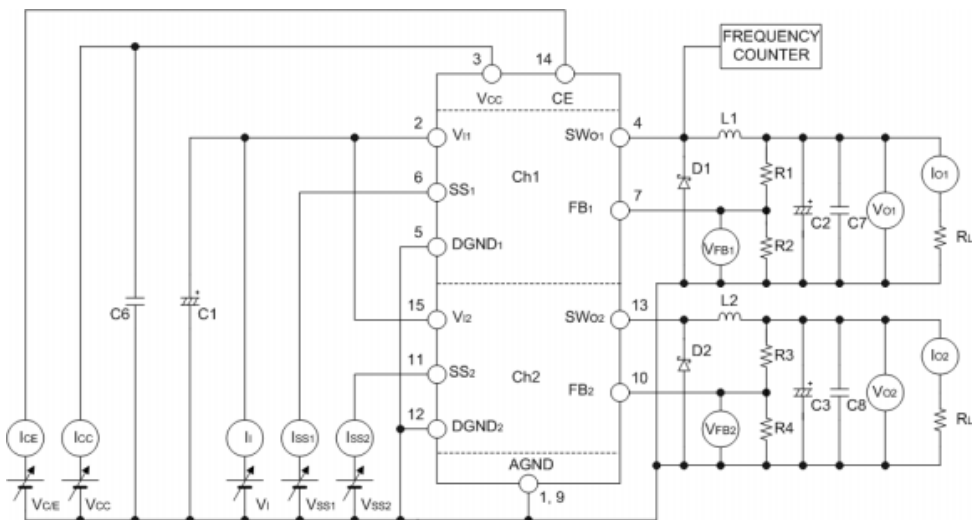 FREQUENCY
COUNTER
3
14
VCC
CE
2
VI1
SWO1
4
L1
6
SS1
Ch1
D1
R1
IO1
FB1
7
5
DGND1
VFB1
R2
C2
C7
VO1
RL
C6
C1
15
VI2
SWO2
13
L2
11
SS2
Ch2
D2
R3
IO2
FB2
10
12
DGND2
VFB2
R4
C3
C8
VO2
RL
ICE
ICC
II
ISS1
ISS2
AGND
1, 9
VC/E
VCC
VI
VSS1
VSS2